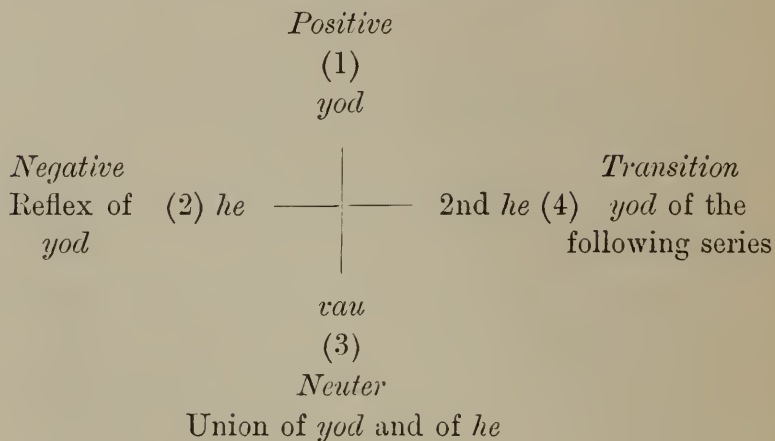 Positive
(1)
yod
Negative
Reflex of
yod
(2) he
2nd he (4)
Transition
yod of the
following series
vau
(3)
Neuter
Union of yod and of he